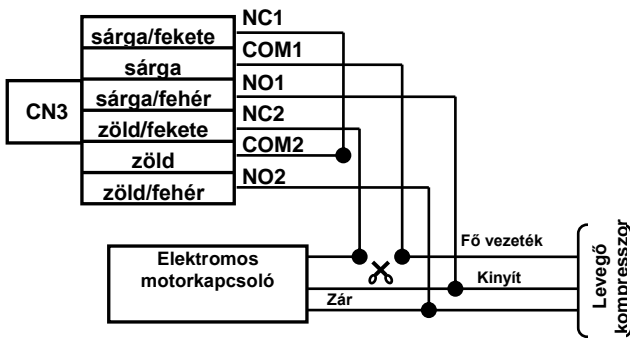 NC1
sárga/fekete
COM1
sárga
NO1
sárga/fehér
CN3
NC2
zöld/fekete
COM2
zöld
NO2
zöld/fehér
Elektromos
motorkapcsoló
Fő vezeték
Kinyít
Zár
Levegő
kompresszor